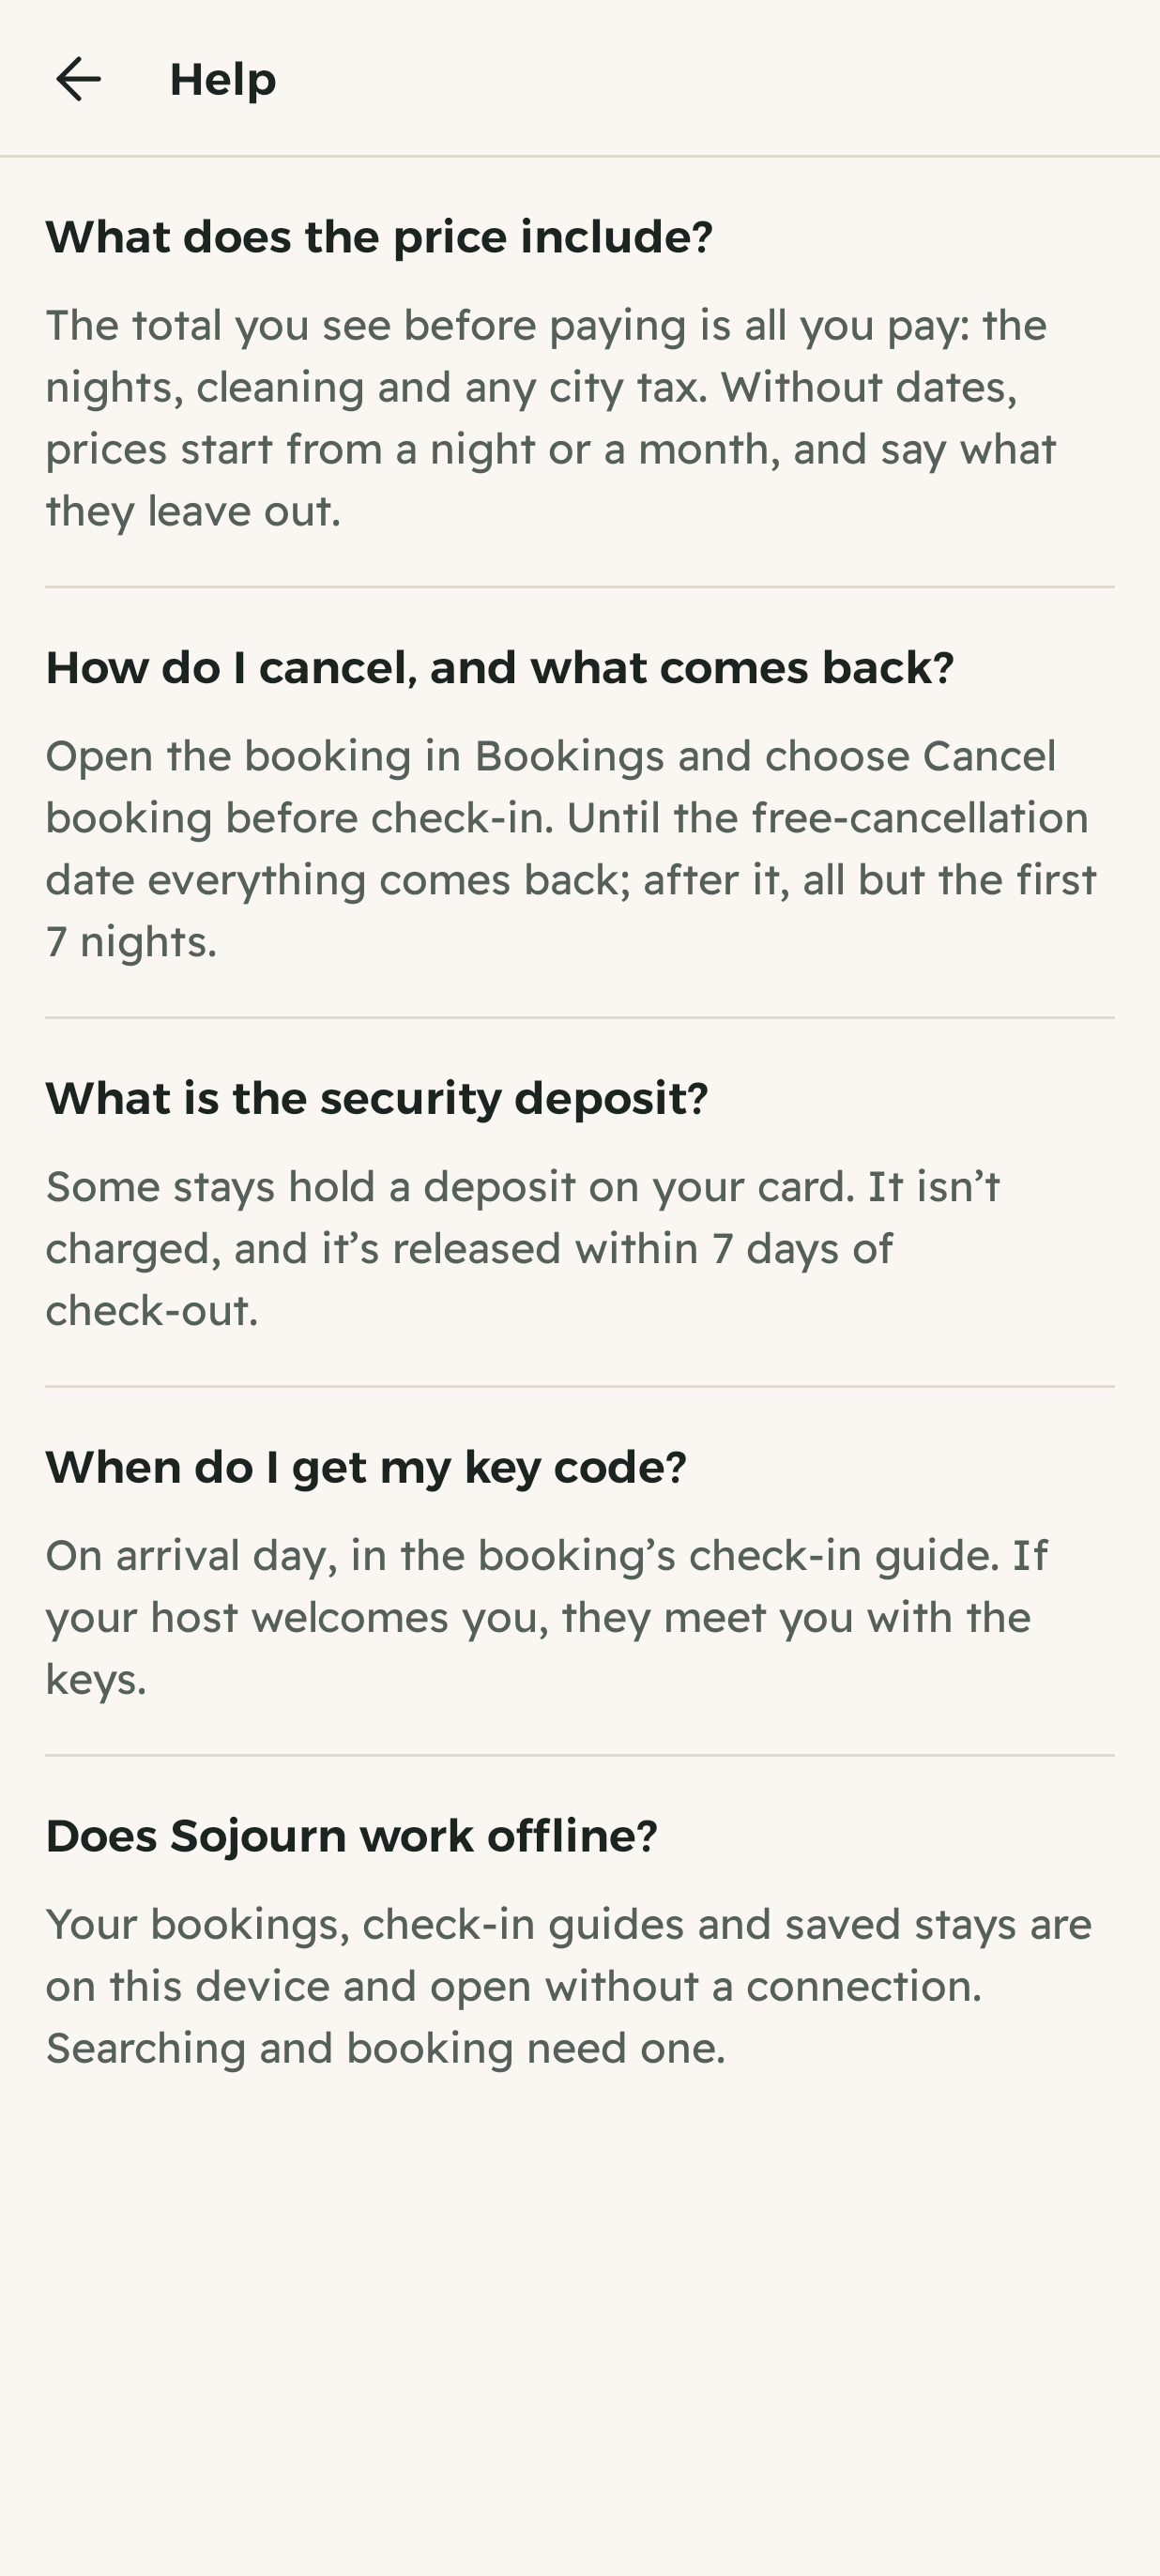 Help
What does the price include?
The total you see before paying is all you pay: the
nights, cleaning and any city tax. Without dates,
prices start from a night or a month, and say what
they leave out.
How do I cancel, and what comes back?
Open the booking in Bookings and choose Cancel
booking before check-in. Until the free-cancellation
date everything comes back; after it, all but the first
7 nights.
What is the security deposit?
Some stays hold a deposit on your card. It isn’t
charged, and it’s released within 7 days of
check-out.
When do I get my key code?
On arrival day, in the booking’s check-in guide. If
your host welcomes you, they meet you with the
keys.
Does Sojourn work offline?
Your bookings, check-in guides and saved stays are
on this device and open without a connection.
Searching and booking need one.